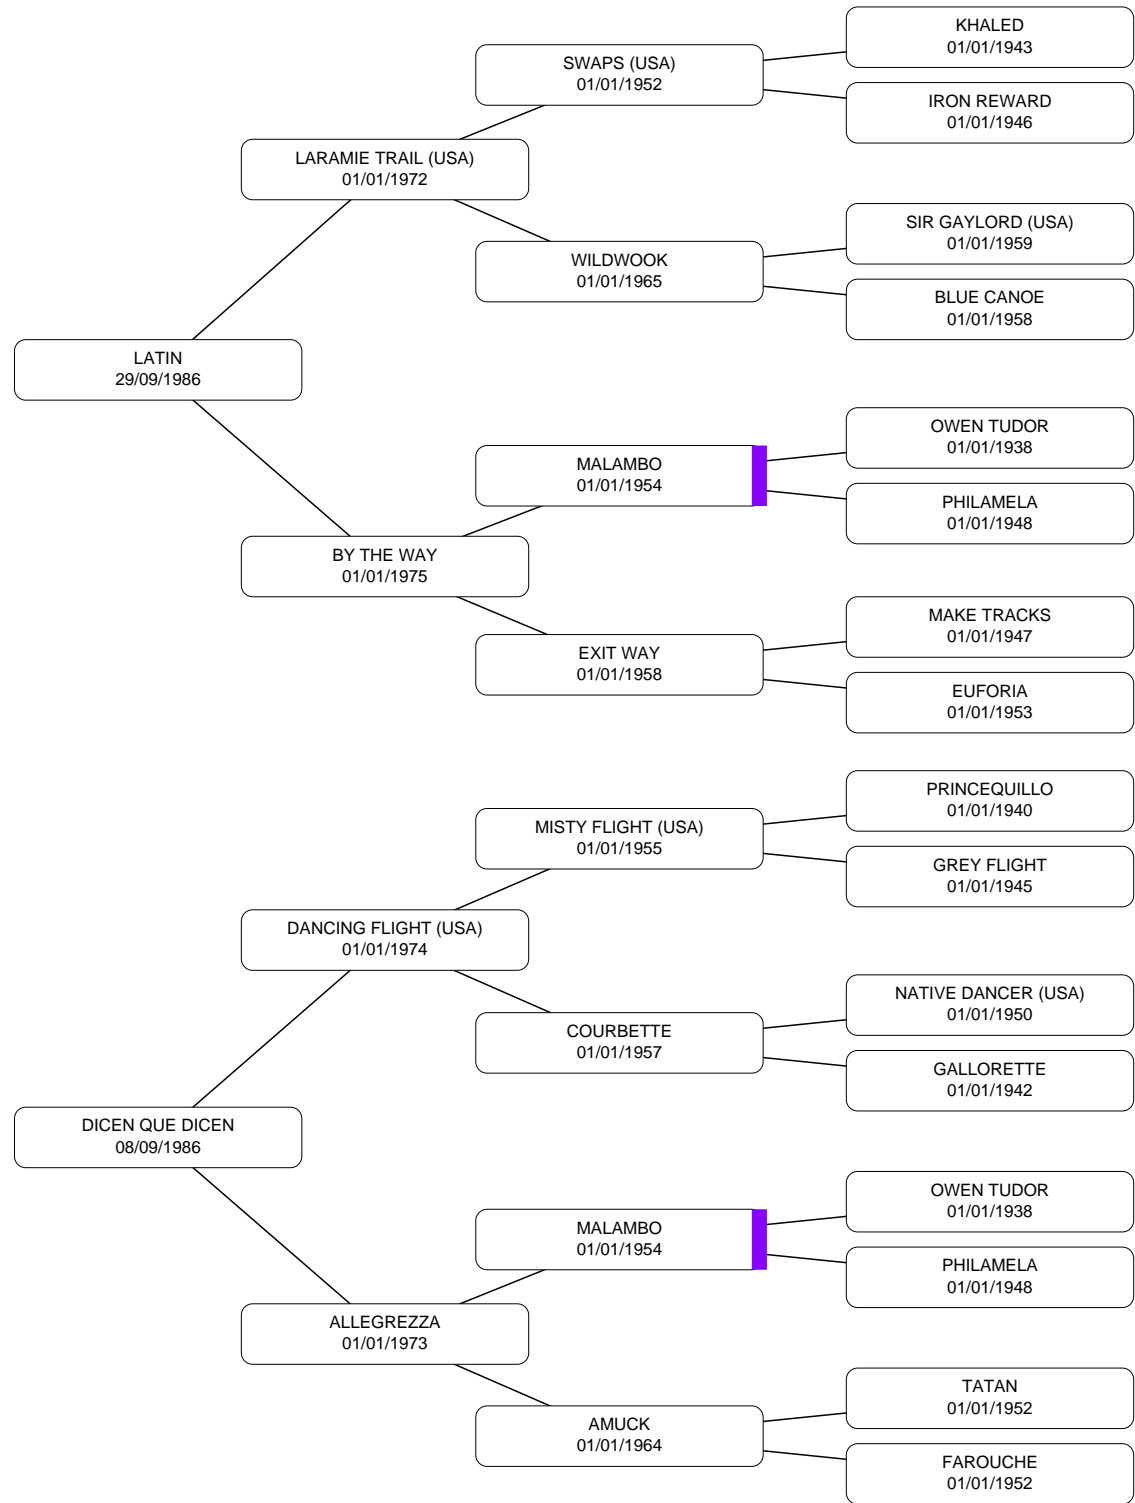 KHALED
01/01/1943
SWAPS (USA)
01/01/1952
IRON REWARD
01/01/1946
LARAMIE TRAIL (USA)
01/01/1972
SIR GAYLORD (USA)
01/01/1959
WILDWOOK
01/01/1965
BLUE CANOE
01/01/1958
LATIN
29/09/1986
OWEN TUDOR
01/01/1938
MALAMBO
01/01/1954
PHILAMELA
01/01/1948
BY THE WAY
01/01/1975
MAKE TRACKS
01/01/1947
EXIT WAY
01/01/1958
EUFORIA
01/01/1953
PRINCEQUILLO
01/01/1940
MISTY FLIGHT (USA)
01/01/1955
GREY FLIGHT
01/01/1945
DANCING FLIGHT (USA)
01/01/1974
NATIVE DANCER (USA)
01/01/1950
COURBETTE
01/01/1957
GALLORETTE
01/01/1942
DICEN QUE DICEN
08/09/1986
OWEN TUDOR
01/01/1938
MALAMBO
01/01/1954
PHILAMELA
01/01/1948
ALLEGREZZA
01/01/1973
TATAN
01/01/1952
AMUCK
01/01/1964
FAROUCHE
01/01/1952